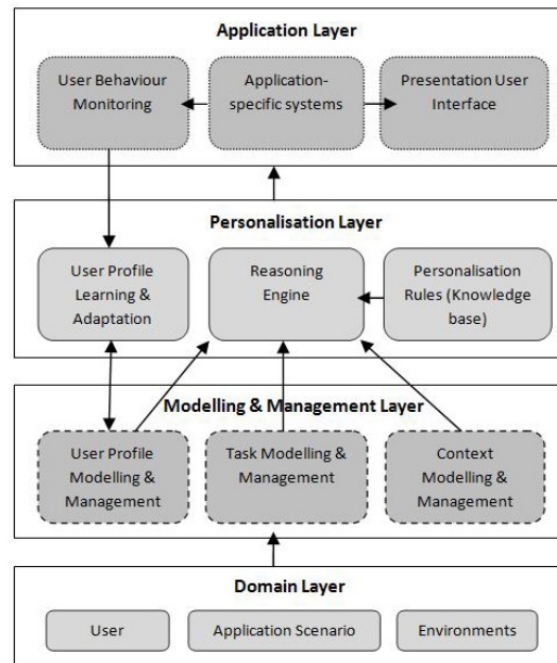 Application Layer
User Behaviour
Monitoring
Application-
specific systems
Presentation User
Interface
Personalisation Layer
User Profile
Learning &
Adaptation
Reasoning
Engine
Personalisation
Rules (Knowledge
base)
Modelling & Management Layer
User Profile
Modelling &
Management
Task Modelling &
Management
Context
Modelling &
Management
Domain Layer
User
Application Scenario
Environments